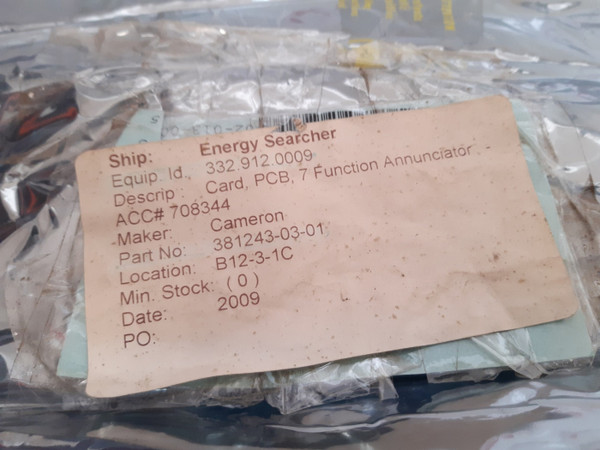 Ship: Energy Searcher
Equip. Id., 332.912.0009
Descrip: Card, PCB, 7 Function Annunciator
ACC# 708344
Maker: Cameron
Part No: 381243-03-01
Location: B12-3-1C
Min. Stock: ( 0 )
Date: 2009
PO: